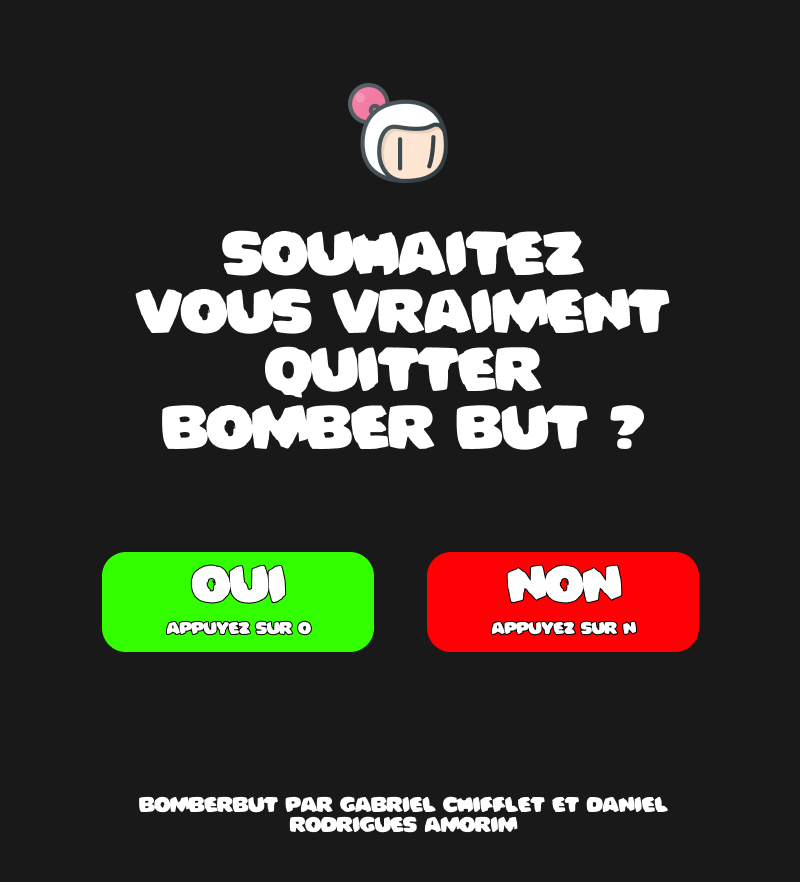 SOUHAITEZ
VOUS VRAIMENT
QUITTER
BOMBER BUT ?
OUI
APPUYEZ SUR O
NON
APPUYEZ SUR N
BOMBERBUT PAR GABRIEL CHIFFLET ET DANIEL
RODRIGUES AMORIM